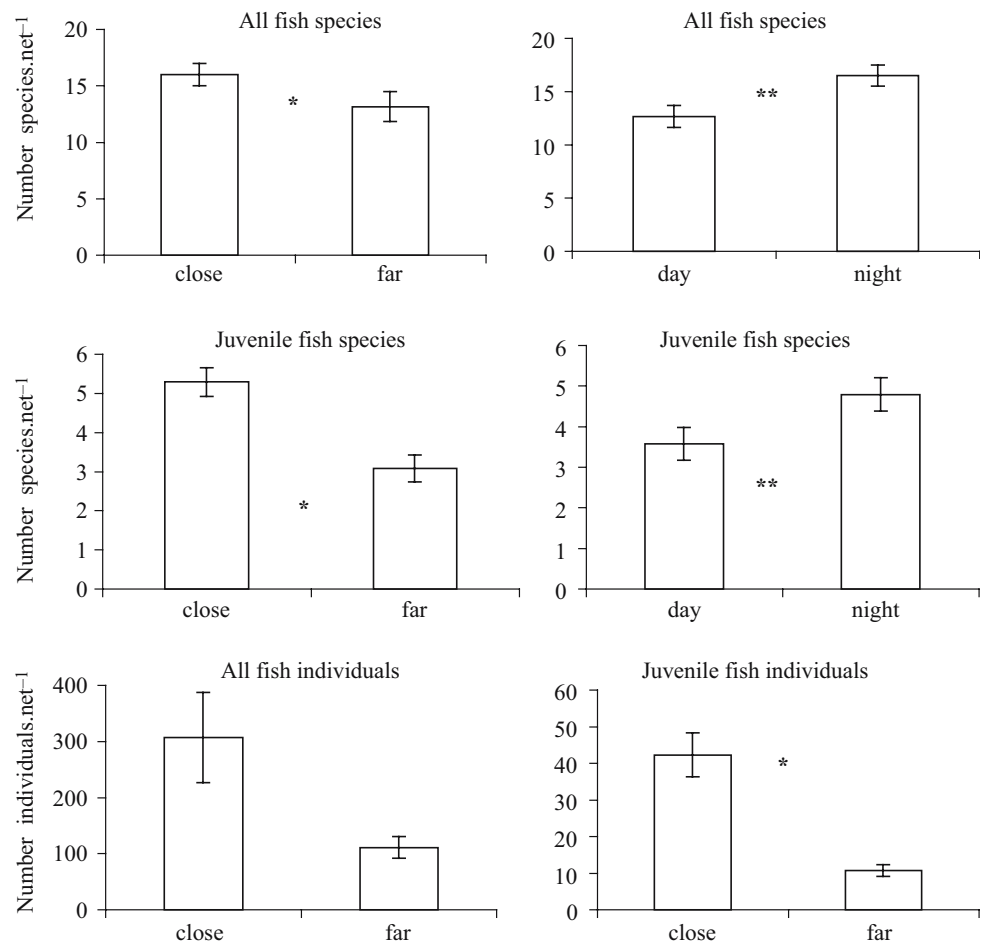 All fish species
Number species.net⁻¹
20
15
10
5
0
*
close
far
All fish species
20
15
10
5
0
**
day
night
Juvenile fish species
Number species.net⁻¹
6
5
4
3
2
1
0
*
close
far
Juvenile fish species
6
5
4
3
2
1
0
**
day
night
All fish individuals
Number individuals.net⁻¹
400
300
200
100
0
close
far
Juvenile fish individuals
60
50
40
30
20
10
0
*
close
far